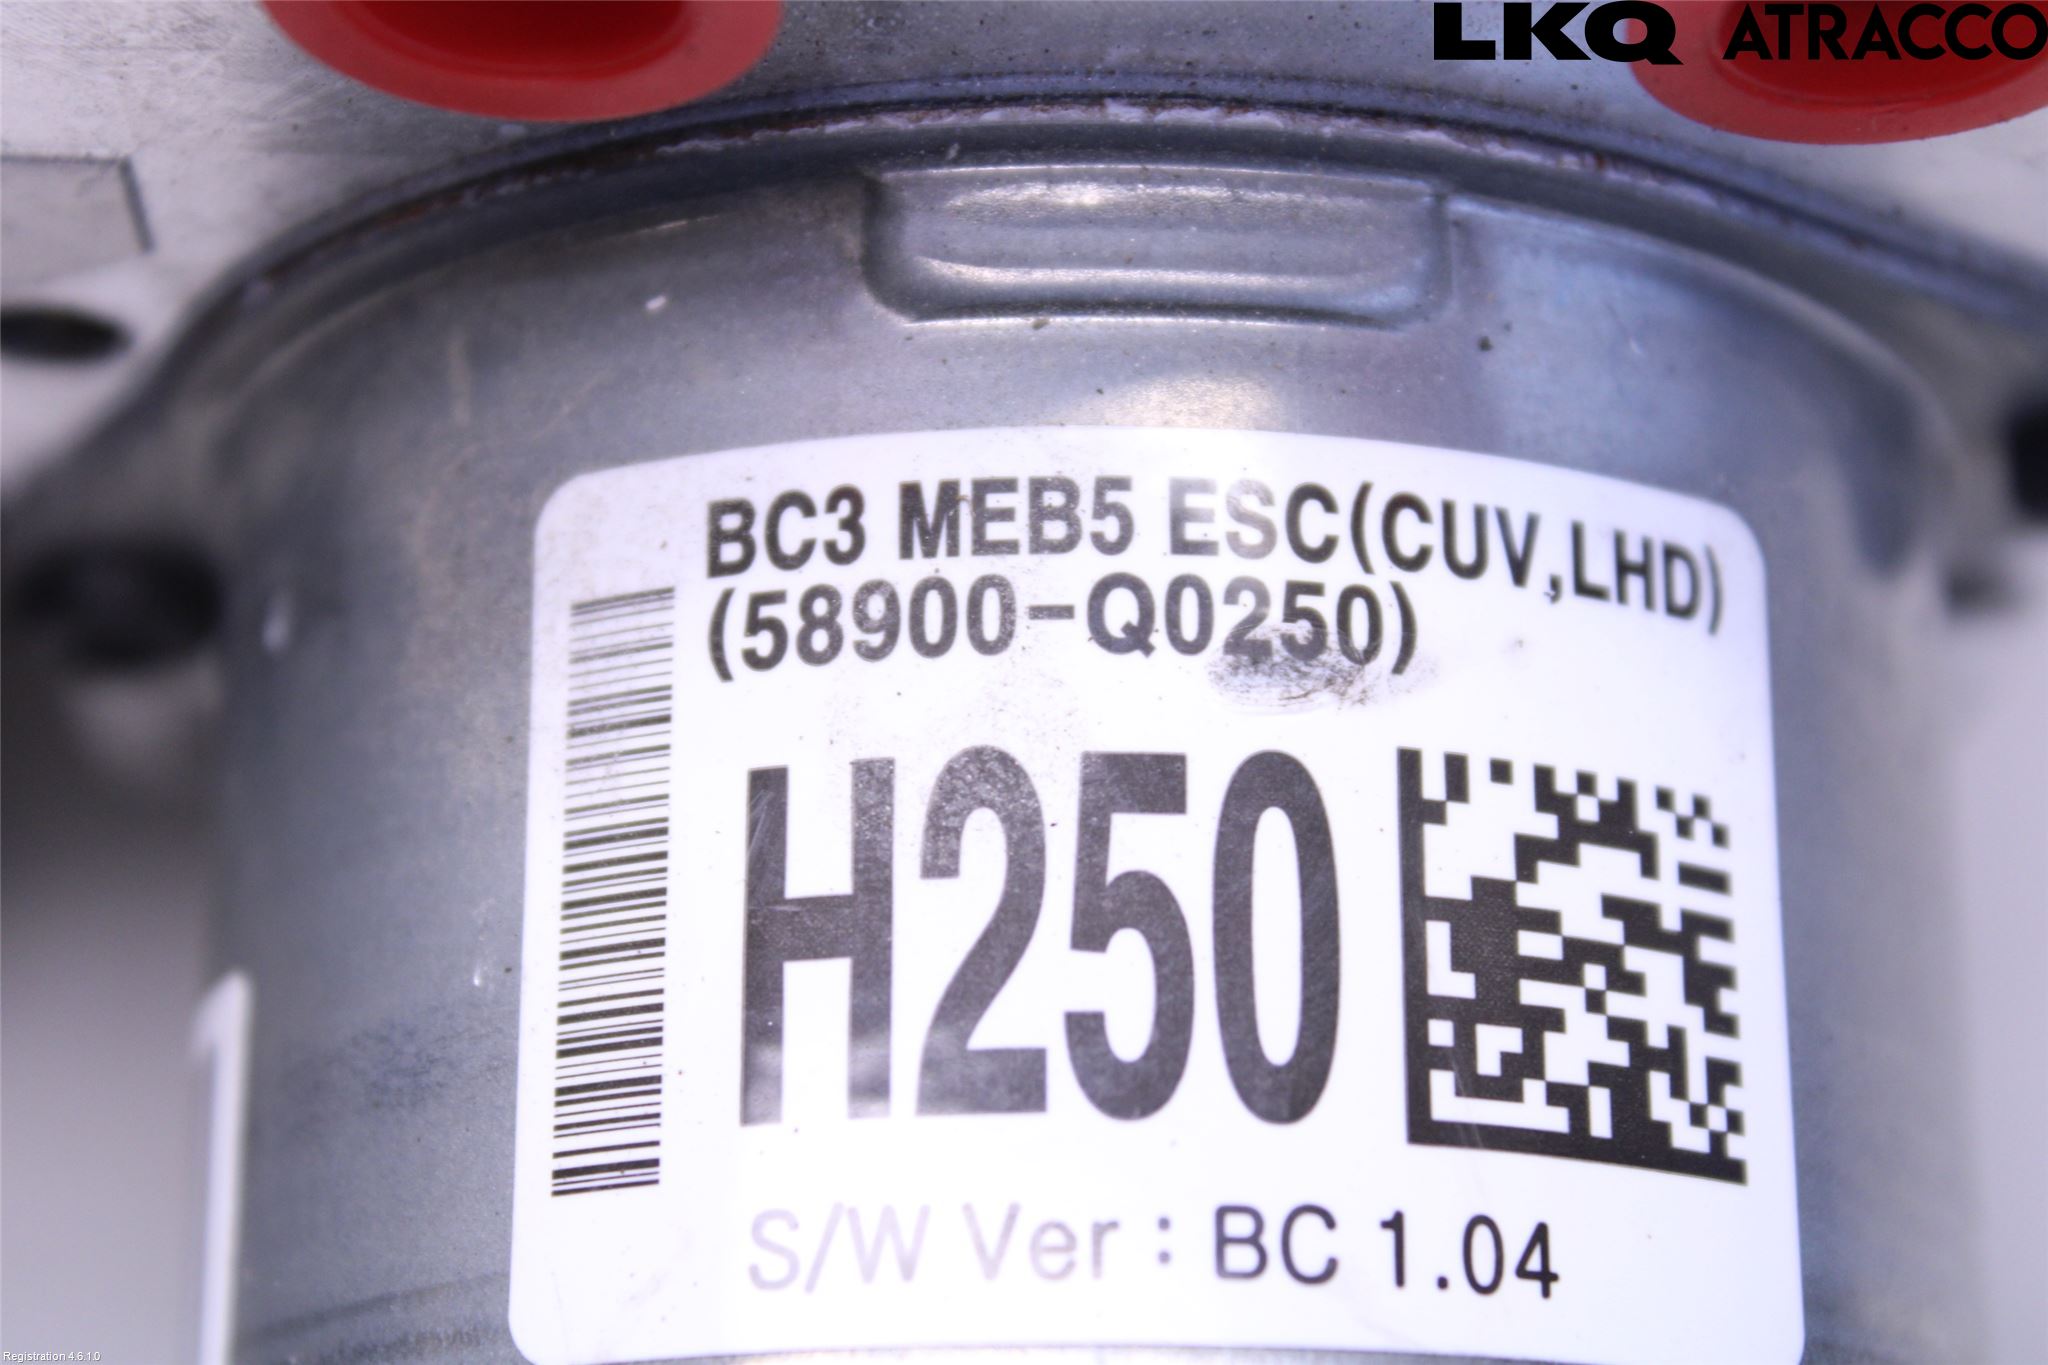 LKQ ATRACCO
BC3 MEB5 ESC(CUV,LHD)
(58900-Q0250)
H250
S/W Ver : BC 1.04
Registration 4.6.1.0